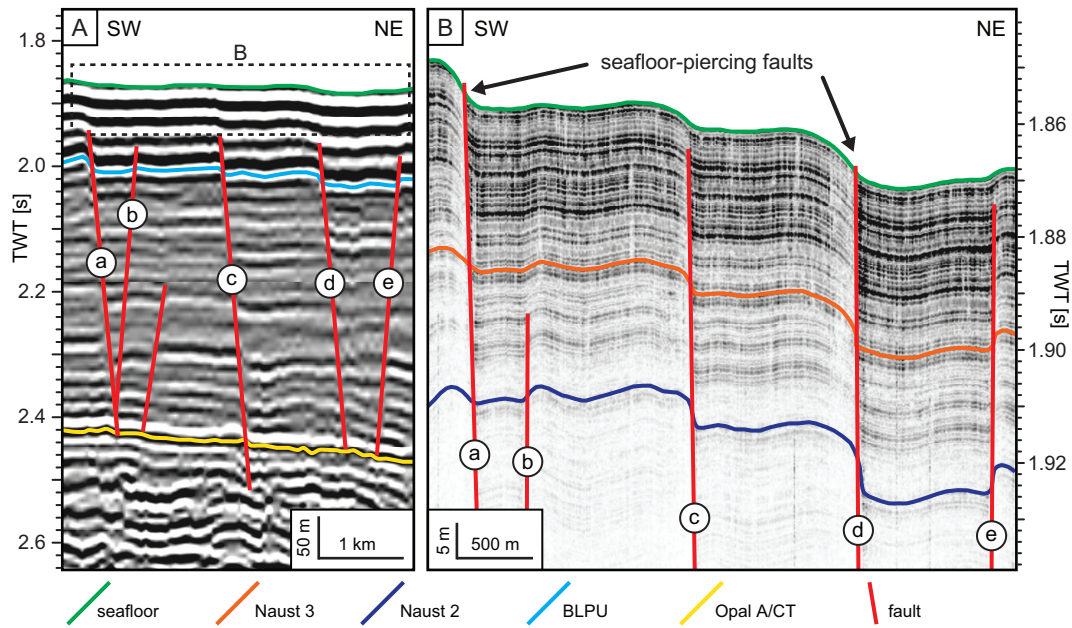 A SW NE
B
1.8
2.0
2.2
2.4
2.6
TWT [s]
a
b
c
d
e
50 m
1 km
B SW NE
seafloor-piercing faults
1.86
1.88
1.90
1.92
TWT [s]
a
b
c
d
e
5 m
500 m
seafloor Naust 3 Naust 2 BLPU Opal A/CT fault